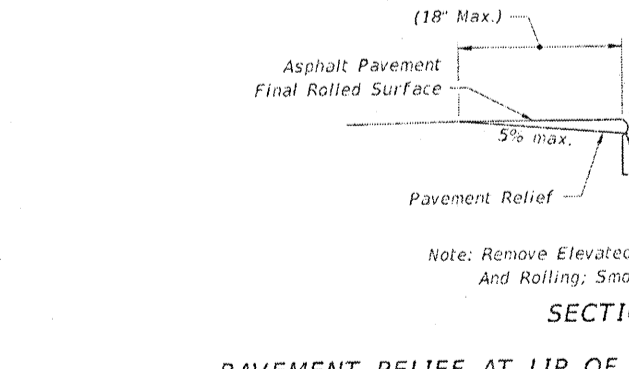 (18" Max.)
Asphalt Pavement
Final Rolled Surface
5% max.
Pavement Relief
Note: Remove Elevated
And Rolling;
SECTI
PAVEMENT RELIEF AT LIP OF